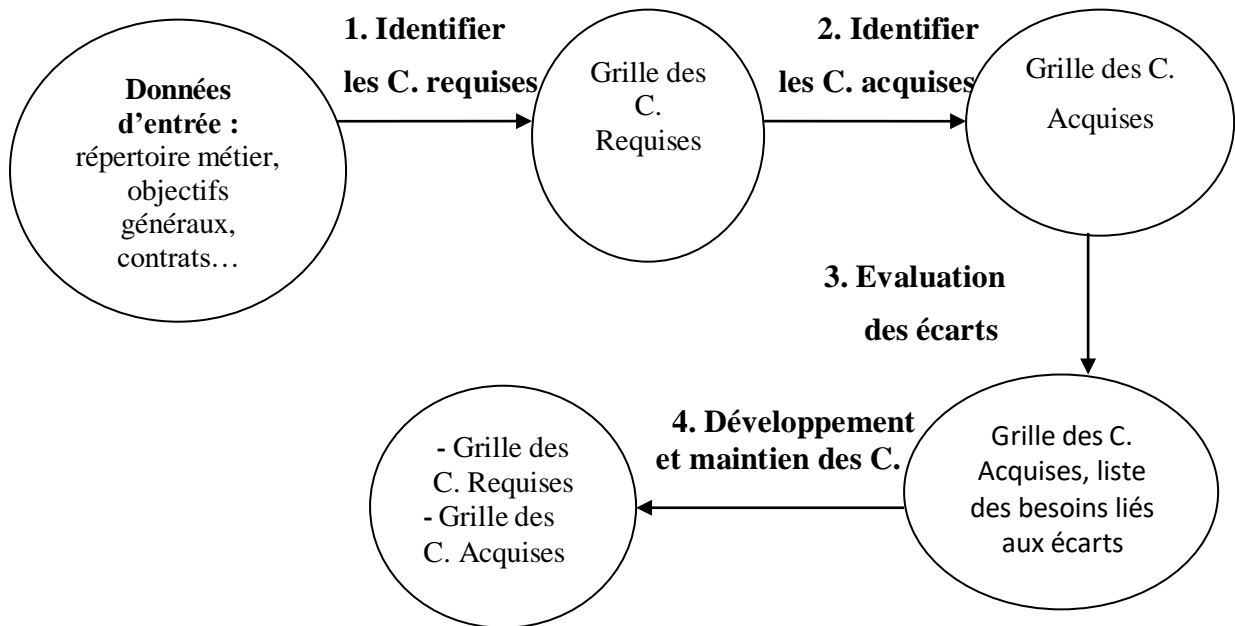 Données
d'entrée :
répertoire métier,
objectifs
généraux,
contrats…
1. Identifier
les C. requises
Grille des
C.
Requises
2. Identifier
les C. acquises
Grille des C.
Acquises
3. Evaluation
des écarts
Grille des C.
Acquises, liste
des besoins liés
aux écarts
4. Développement
et maintien des C.
- Grille des
C. Requises
- Grille des
C. Acquises